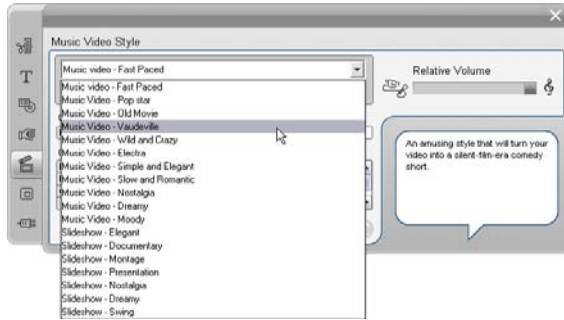 Music Video Style
Music video - Fast Paced
Relative Volume
Music video - Fast Paced
Music Video - Pop star
Music Video - Old Movie
Music Video - Vaudeville
Music Video - Wild and Crazy
Music Video - Electra
Music Video - Simple and Elegant
Music Video - Slow and Romantic
Music Video - Nostalgia
Music Video - Dreamy
Music Video - Moody
Slideshow - Elegant
Slideshow - Documentary
Slideshow - Montage
Slideshow - Presentation
Slideshow - Nostalgia
Slideshow - Dreamy
Slideshow - Swing
An amusing style that will turn your
video into a silent-film-era comedy
short.
T